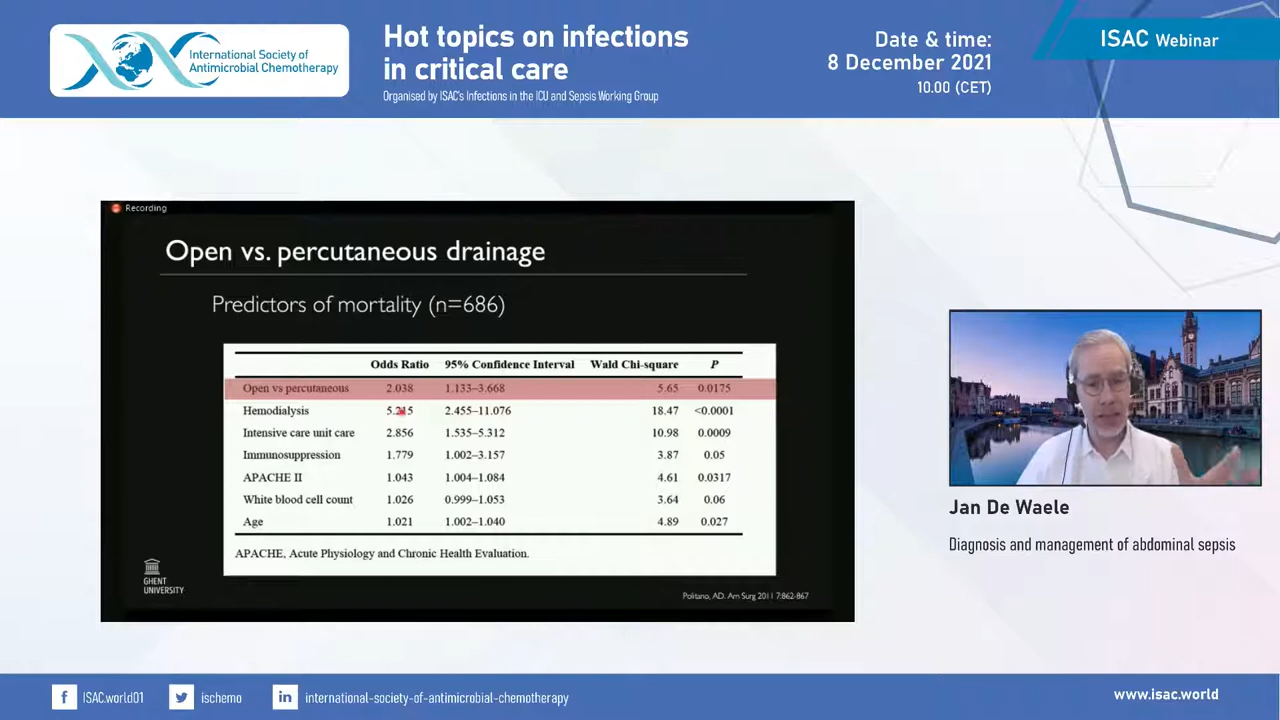 International Society of
Antimicrobial Chemotherapy
Hot topics on infections
in critical care
Organised by ISAC's Infections in the ICU and Sepsis Working Group
Date & time:
8 December 2021
10.00 (CET)
ISAC Webinar
Recording
Open vs. percutaneous drainage
Predictors of mortality (n=686)
Odds Ratio 95% Confidence Interval Wald Chi-square P
Open vs percutaneous 2.038 1.133–3.668 5.65 0.0175
Hemodialysis 5.215 2.455–11.076 18.47 <0.0001
Intensive care unit care 2.856 1.535–5.312 10.98 0.0009
Immunosuppression 1.779 1.002–3.157 3.87 0.05
APACHE II 1.043 1.004–1.084 4.61 0.0317
White blood cell count 1.026 0.999–1.053 3.64 0.06
Age 1.021 1.002–1.040 4.89 0.027
APACHE, Acute Physiology and Chronic Health Evaluation.
GHENT
UNIVERSITY
Politano, AD. Am Surg 2011 7:862-867
Jan De Waele
Diagnosis and management of abdominal sepsis
ISAC.world01
ischemo
in
international-society-of-antimicrobial-chemotherapy
www.isac.world